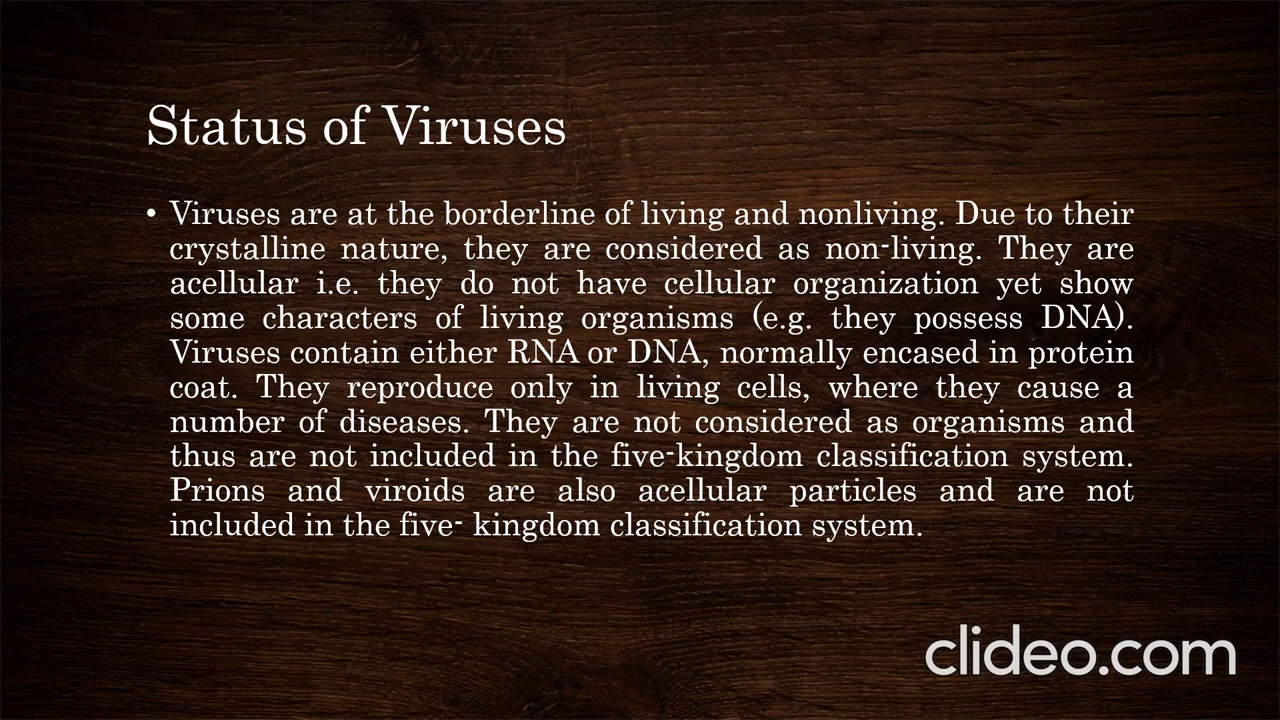 Status of Viruses
• Viruses are at the borderline of living and nonliving. Due to their
crystalline nature, they are considered as non-living. They are
acellular i.e. they do not have cellular organization yet show
some characters of living organisms (e.g. they possess DNA).
Viruses contain either RNA or DNA, normally encased in protein
coat. They reproduce only in living cells, where they cause a
number of diseases. They are not considered as organisms and
thus are not included in the five-kingdom classification system.
Prions and viroids are also acellular particles and are not
included in the five- kingdom classification system.
clideo.com